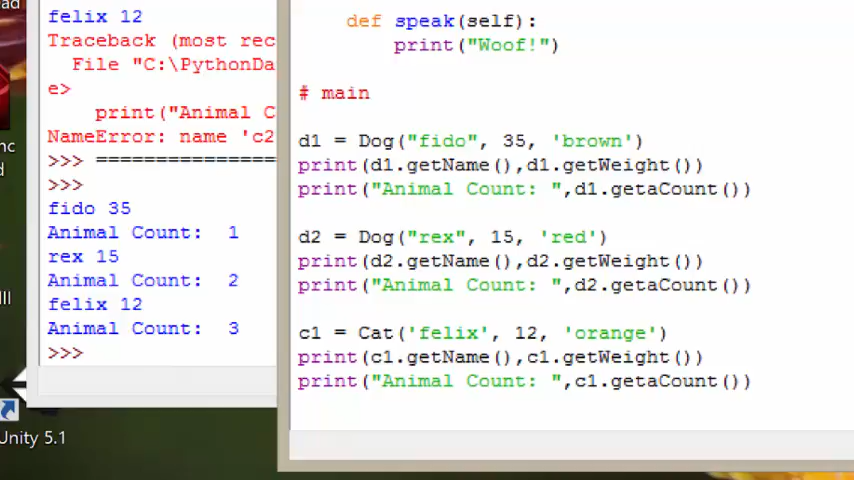 ead
nc
d
lll
Unity 5.1
felix 12
Traceback (most rec
File "C:\PythonDa
e>
print("Animal C
NameError: name 'c2
>>> ===============
>>>
fido 35
Animal Count:  1
rex 15
Animal Count:  2
felix 12
Animal Count:  3
>>>
def speak(self):
print("Woof!")
# main
d1 = Dog("fido", 35, 'brown')
print(d1.getName(),d1.getWeight())
print("Animal Count: ",d1.getaCount())
d2 = Dog("rex", 15, 'red')
print(d2.getName(),d2.getWeight())
print("Animal Count: ",d2.getaCount())
c1 = Cat('felix', 12, 'orange')
print(c1.getName(),c1.getWeight())
print("Animal Count: ",c1.getaCount())